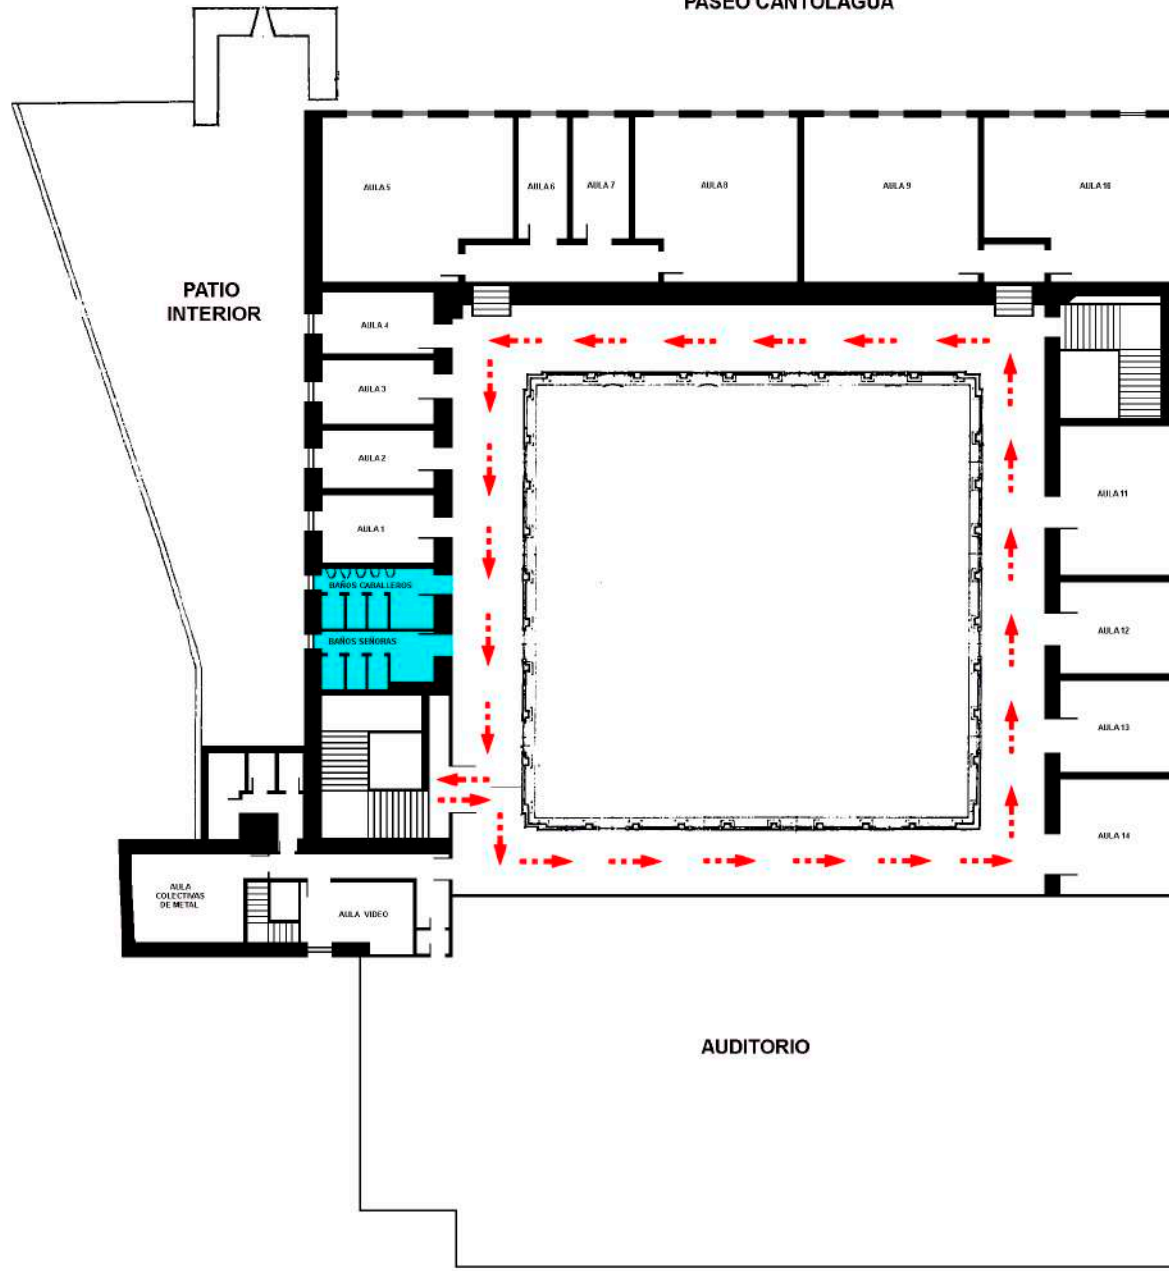 PASEO CANTOLAGUA
AULA 5
AULA 6
AULA 7
AULA 8
AULA 9
AULA 10
PATIO
INTERIOR
AULA 4
AULA 3
AULA 2
AULA 1
BAÑOS CABALLEROS
BAÑOS SEÑORAS
AULA 11
AULA 12
AULA 13
AULA 14
AULA
COLECTIVAS
DE METAL
AULA VIDEO
AUDITORIO